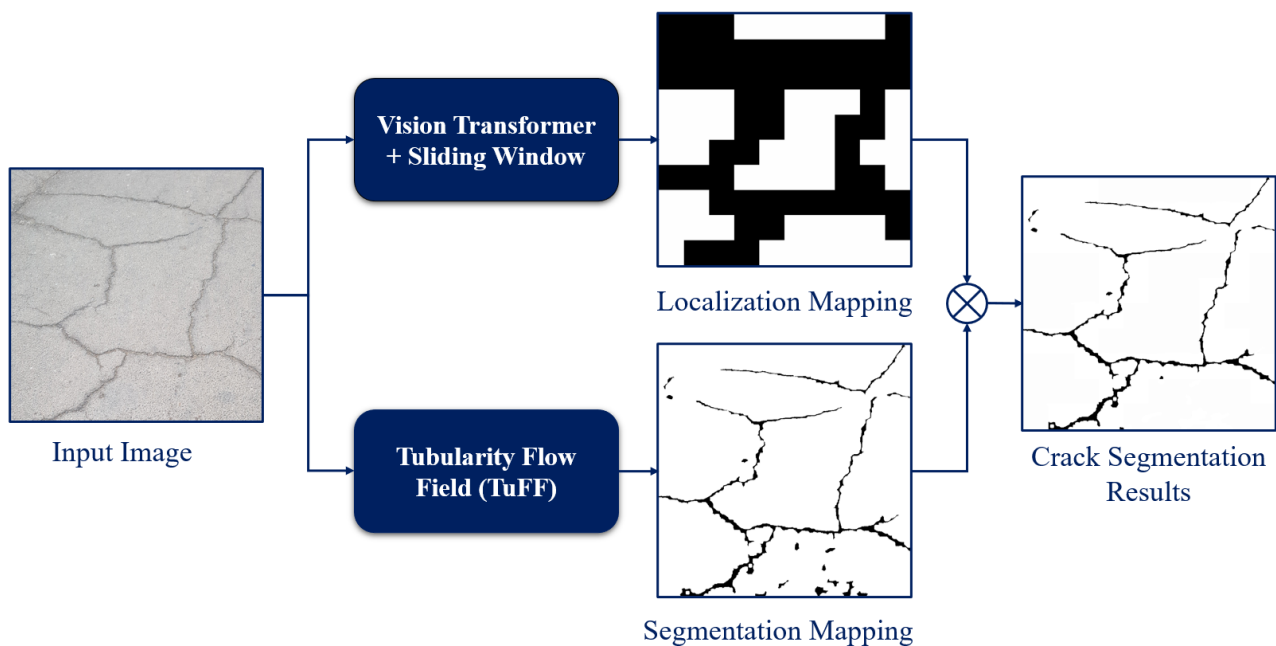 Vision Transformer
+ Sliding Window
Localization Mapping
Input Image
Tubularity Flow
Field (TuFF)
Segmentation Mapping
Crack Segmentation
Results